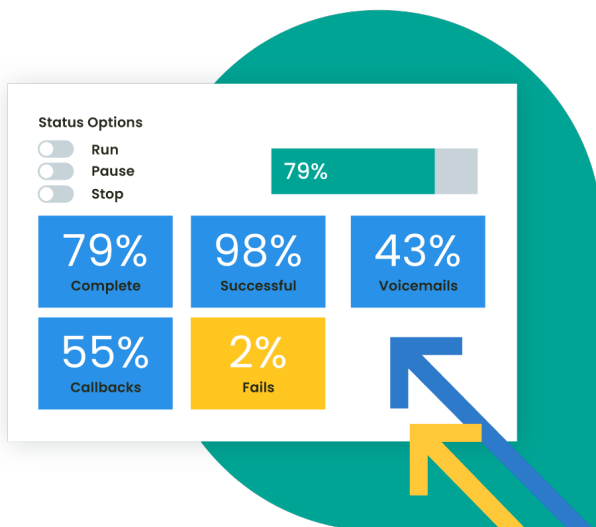 Status Options
Run
Pause
Stop
79%
79%
Complete
98%
Successful
43%
Voicemails
55%
Callbacks
2%
Fails